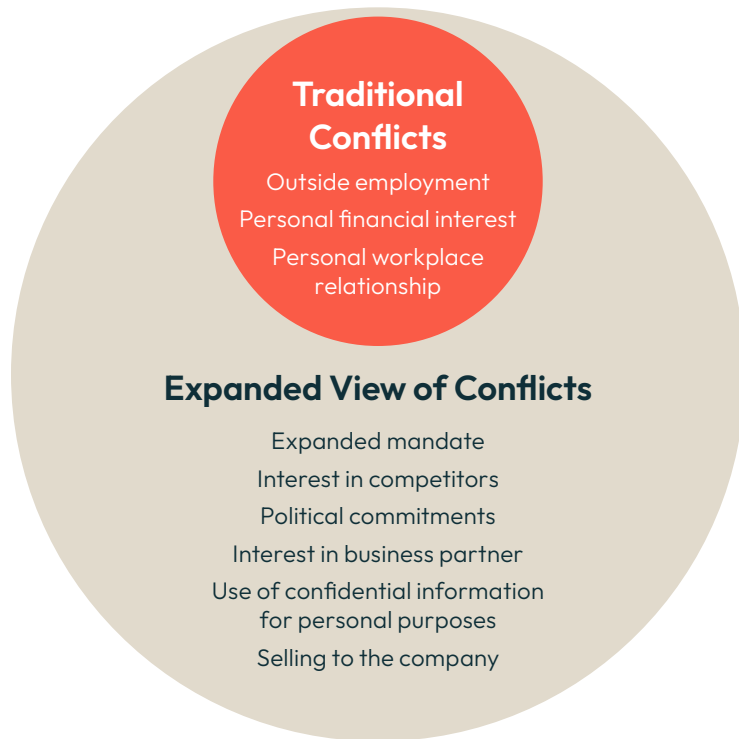 Traditional
Conflicts
Outside employment
Personal financial interest
Personal workplace
relationship
Expanded View of Conflicts
Expanded mandate
Interest in competitors
Political commitments
Interest in business partner
Use of confidential information
for personal purposes
Selling to the company